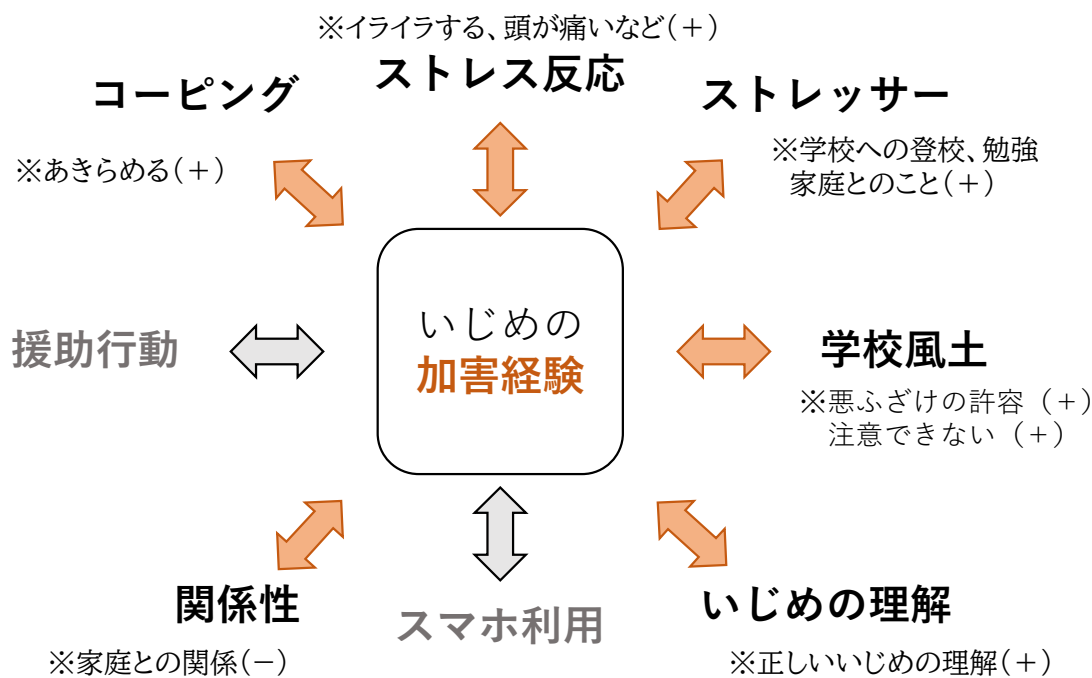 ※イライラする、頭が痛いなど(+)
ストレス反応
コーピング
※あきらめる(+)
ストレッサー
※学校への登校、勉強
家庭とのこと(+)
いじめの
加害経験
援助行動
学校風土
※悪ふざけの許容（+）
注意できない（+）
関係性
※家庭との関係(−)
スマホ利用
いじめの理解
※正しいいじめの理解(+)